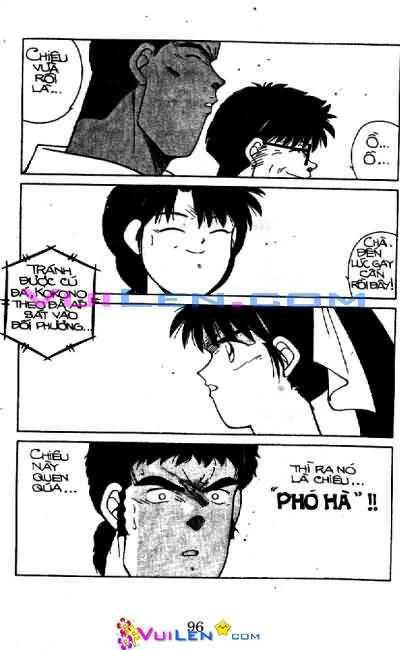 CHIÊU
VỪA
RỒI
LÀ...
Ồ...
Ồ...
CHÀ,
ĐẾN
LÚC GAY
CẤN
RỒI ĐÂY!
TRÁNH
ĐƯỢC CÚ
ĐÁ KOKONO
THEO ĐÀ ÁP
SÁT VÀO
ĐỐI PHƯƠNG...
VUILEN.COM
CHIÊU
NÀY
QUEN
QÚA...
THÌ RA NÓ
LÀ CHIÊU...
"PHÓ HÀ" !!
96
VUILEN.COM